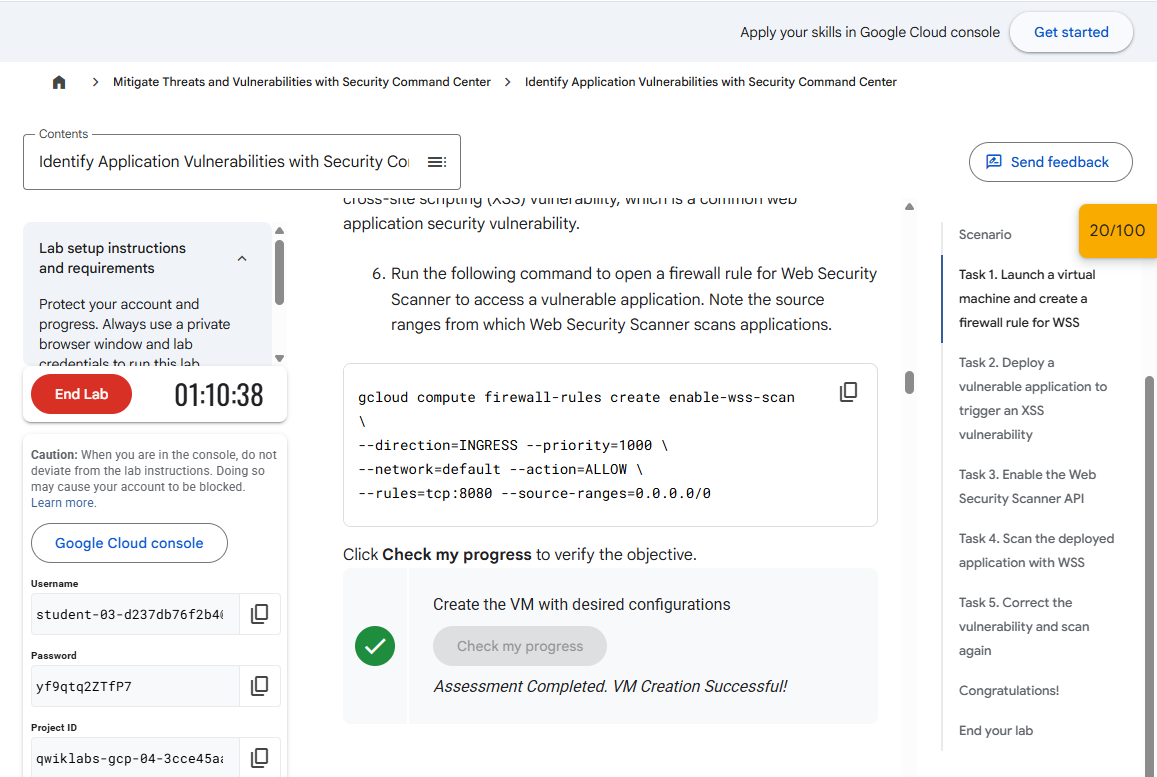 Apply your skills in Google Cloud console
Get started
Mitigate Threats and Vulnerabilities with Security Command Center
Identify Application Vulnerabilities with Security Command Center
Contents
Identify Application Vulnerabilities with Security Co
Send feedback
Lab setup instructions
and requirements
Protect your account and
progress. Always use a private
browser window and lab
credentials to run this lab
End Lab
01:10:38
Caution: When you are in the console, do not
deviate from the lab instructions. Doing so
may cause your account to be blocked.
Learn more.
Google Cloud console
Username
student-03-d237db76f2b4
Password
yf9qtq2ZTfP7
Project ID
qwiklabs-gcp-04-3cce45a
cross-site scripting (XSS) vulnerability, which is a common web
application security vulnerability.
6. Run the following command to open a firewall rule for Web Security
Scanner to access a vulnerable application. Note the source
ranges from which Web Security Scanner scans applications.
gcloud compute firewall-rules create enable-wss-scan
\
--direction=INGRESS --priority=1000 \
--network=default --action=ALLOW \
--rules=tcp:8080 --source-ranges=0.0.0.0/0
Click Check my progress to verify the objective.
Create the VM with desired configurations
Check my progress
Assessment Completed. VM Creation Successful!
20/100
Scenario
Task 1. Launch a virtual
machine and create a
firewall rule for WSS
Task 2. Deploy a
vulnerable application to
trigger an XSS
vulnerability
Task 3. Enable the Web
Security Scanner API
Task 4. Scan the deployed
application with WSS
Task 5. Correct the
vulnerability and scan
again
Congratulations!
End your lab